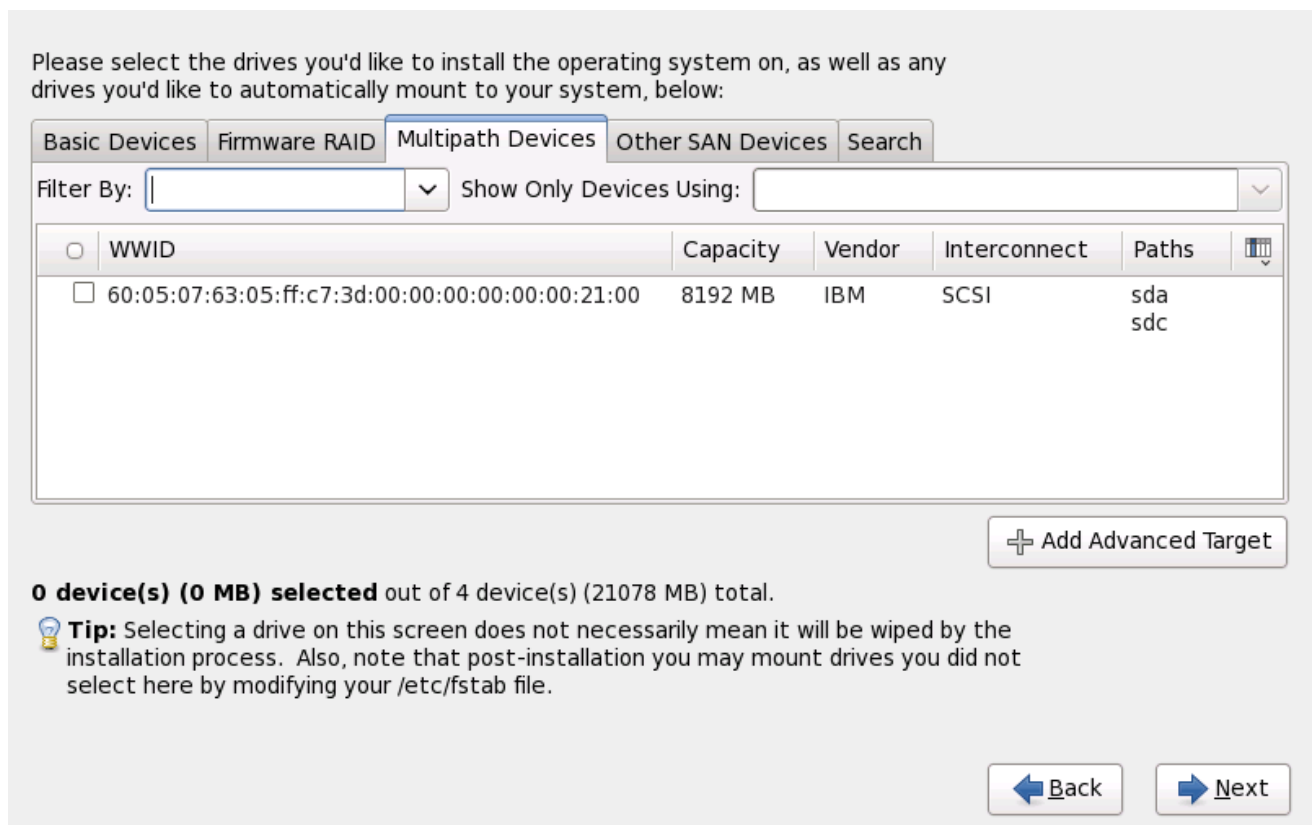 Please select the drives you'd like to install the operating system on, as well as any
drives you'd like to automatically mount to your system, below:
Basic Devices Firmware RAID Multipath Devices Other SAN Devices Search
Filter By: Show Only Devices Using:
WWID Capacity Vendor Interconnect Paths
60:05:07:63:05:ff:c7:3d:00:00:00:00:00:00:21:00 8192 MB IBM SCSI sda
sdc
Add Advanced Target
0 device(s) (0 MB) selected out of 4 device(s) (21078 MB) total.
Tip: Selecting a drive on this screen does not necessarily mean it will be wiped by the
installation process.  Also, note that post-installation you may mount drives you did not
select here by modifying your /etc/fstab file.
Back Next